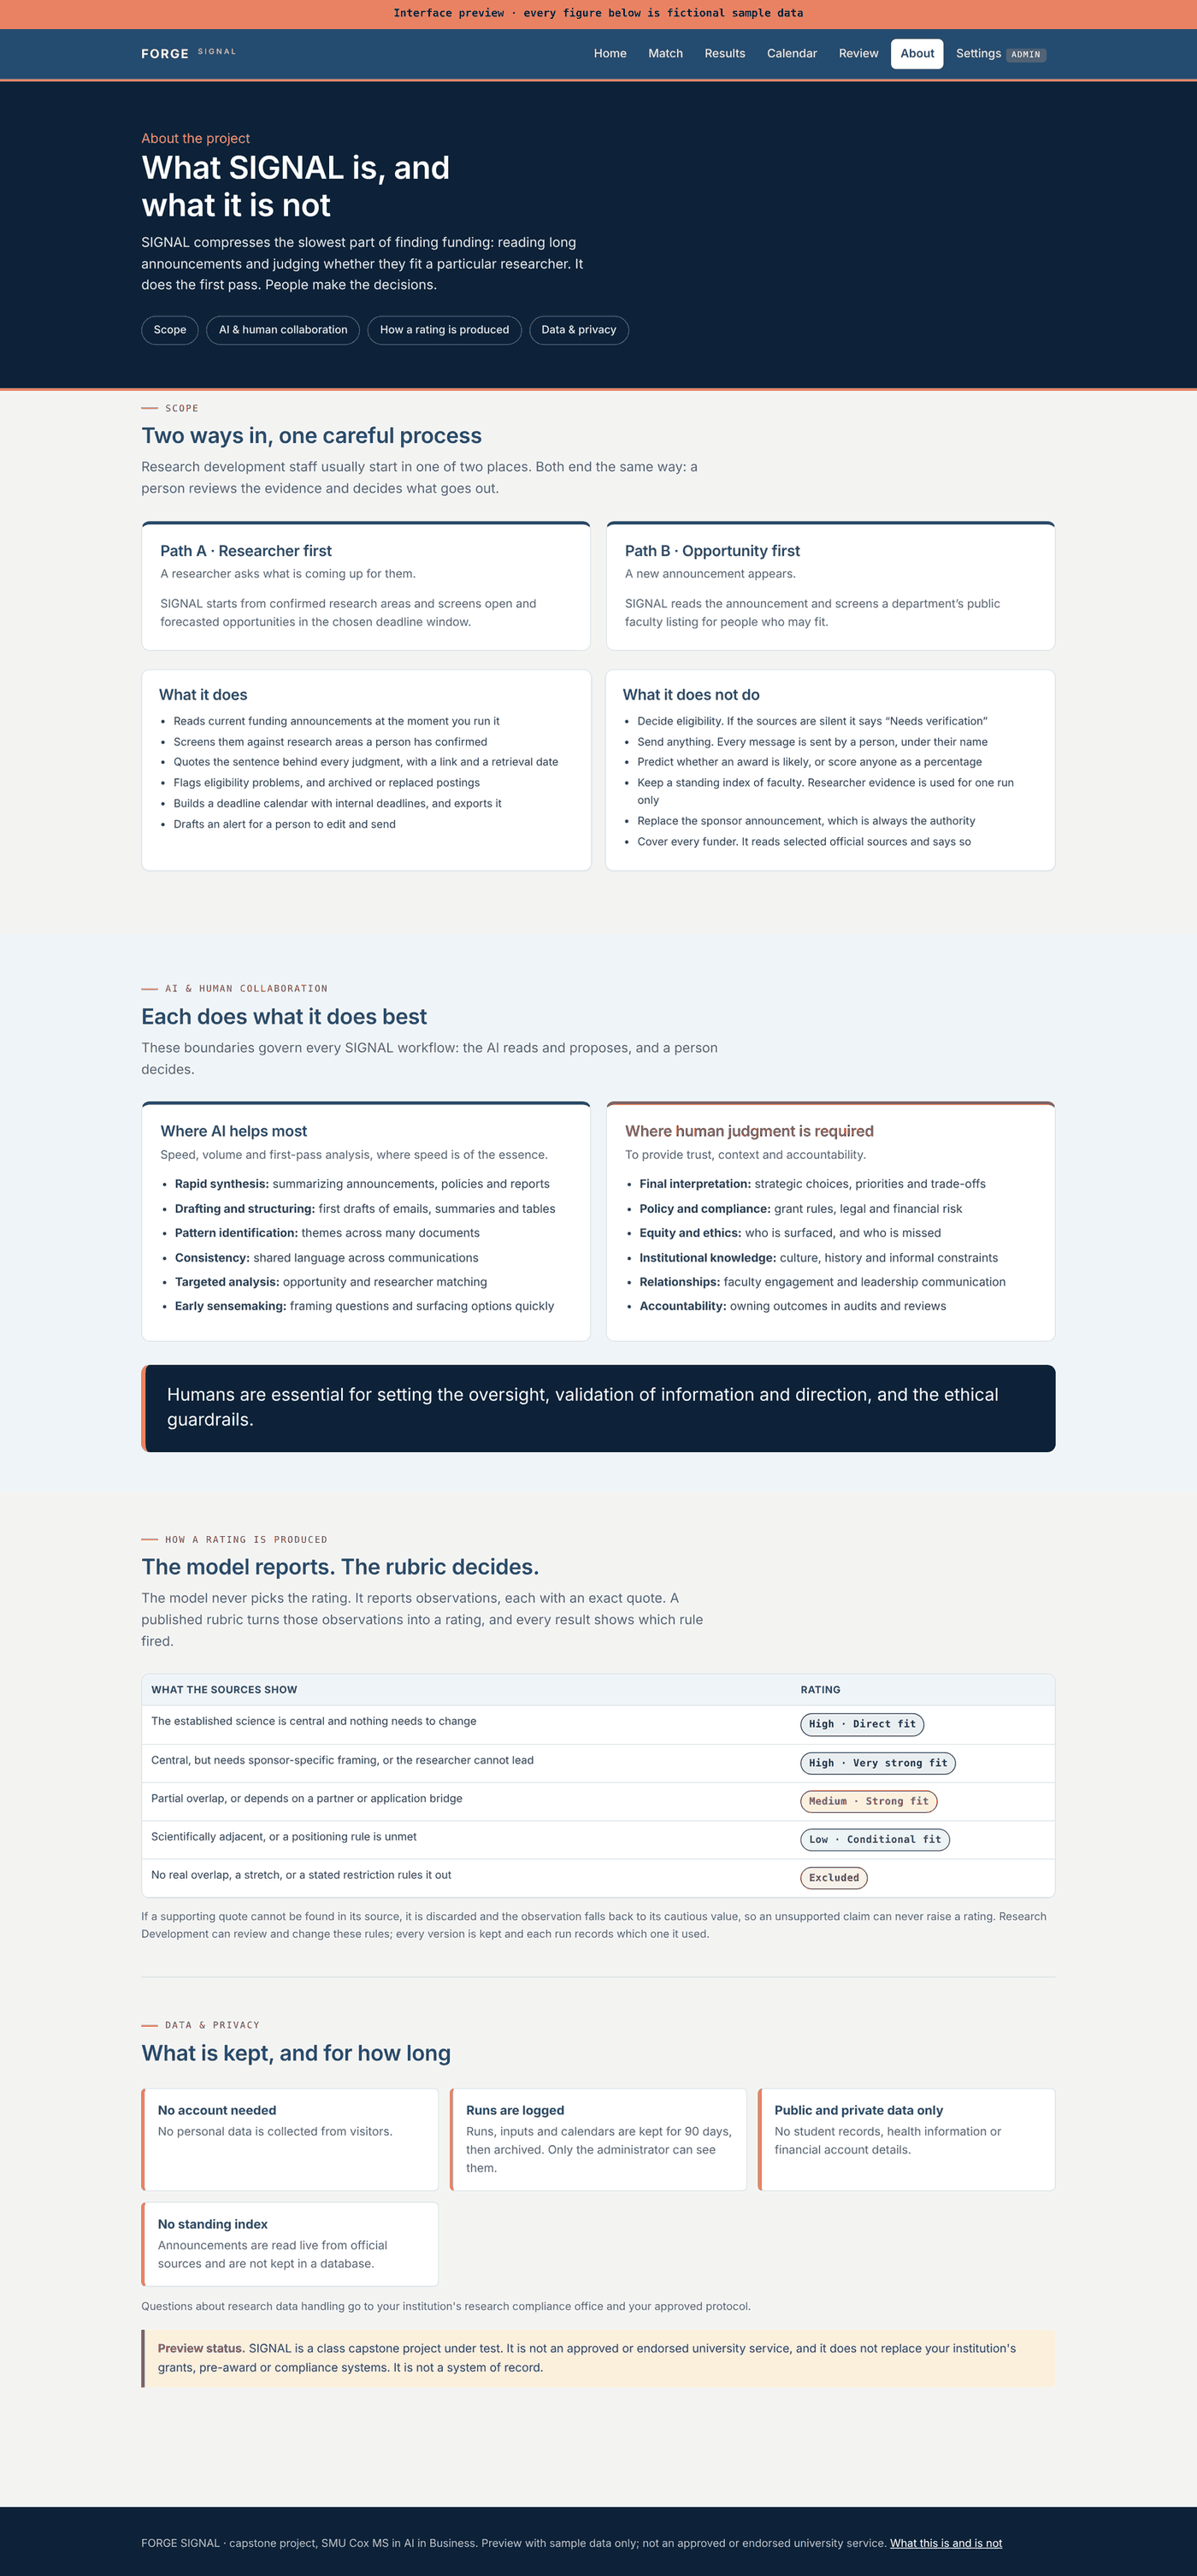 Interface preview · every figure below is fictional sample data
FORGE SIGNAL
Home Match Results Calendar Review About Settings ADMIN
About the project
What SIGNAL is, and
what it is not
SIGNAL compresses the slowest part of finding funding: reading long
announcements and judging whether they fit a particular researcher. It
does the first pass. People make the decisions.
Scope AI & human collaboration How a rating is produced Data & privacy
SCOPE
Two ways in, one careful process
Research development staff usually start in one of two places. Both end the same way: a
person reviews the evidence and decides what goes out.
Path A · Researcher first
A researcher asks what is coming up for them.
SIGNAL starts from confirmed research areas and screens open and
forecasted opportunities in the chosen deadline window.
Path B · Opportunity first
A new announcement appears.
SIGNAL reads the announcement and screens a department’s public
faculty listing for people who may fit.
What it does
• Reads current funding announcements at the moment you run it
• Screens them against research areas a person has confirmed
• Quotes the sentence behind every judgment, with a link and a retrieval date
• Flags eligibility problems, and archived or replaced postings
• Builds a deadline calendar with internal deadlines, and exports it
• Drafts an alert for a person to edit and send
What it does not do
• Decide eligibility. If the sources are silent it says “Needs verification”
• Send anything. Every message is sent by a person, under their name
• Predict whether an award is likely, or score anyone as a percentage
• Keep a standing index of faculty. Researcher evidence is used for one run
only
• Replace the sponsor announcement, which is always the authority
• Cover every funder. It reads selected official sources and says so
AI & HUMAN COLLABORATION
Each does what it does best
These boundaries govern every SIGNAL workflow: the AI reads and proposes, and a person
decides.
Where AI helps most
Speed, volume and first-pass analysis, where speed is of the essence.
• Rapid synthesis: summarizing announcements, policies and reports
• Drafting and structuring: first drafts of emails, summaries and tables
• Pattern identification: themes across many documents
• Consistency: shared language across communications
• Targeted analysis: opportunity and researcher matching
• Early sensemaking: framing questions and surfacing options quickly
Where human judgment is required
To provide trust, context and accountability.
• Final interpretation: strategic choices, priorities and trade-offs
• Policy and compliance: grant rules, legal and financial risk
• Equity and ethics: who is surfaced, and who is missed
• Institutional knowledge: culture, history and informal constraints
• Relationships: faculty engagement and leadership communication
• Accountability: owning outcomes in audits and reviews
Humans are essential for setting the oversight, validation of information and direction, and the ethical
guardrails.
HOW A RATING IS PRODUCED
The model reports. The rubric decides.
The model never picks the rating. It reports observations, each with an exact quote. A
published rubric turns those observations into a rating, and every result shows which rule
fired.
WHAT THE SOURCES SHOW RATING
The established science is central and nothing needs to change High · Direct fit
Central, but needs sponsor-specific framing, or the researcher cannot lead High · Very strong fit
Partial overlap, or depends on a partner or application bridge Medium · Strong fit
Scientifically adjacent, or a positioning rule is unmet Low · Conditional fit
No real overlap, a stretch, or a stated restriction rules it out Excluded
If a supporting quote cannot be found in its source, it is discarded and the observation falls back to its cautious value, so an unsupported claim can never raise a rating. Research
Development can review and change these rules; every version is kept and each run records which one it used.
DATA & PRIVACY
What is kept, and for how long
No account needed
No personal data is collected from visitors.
Runs are logged
Runs, inputs and calendars are kept for 90 days,
then archived. Only the administrator can see
them.
Public and private data only
No student records, health information or
financial account details.
No standing index
Announcements are read live from official
sources and are not kept in a database.
Questions about research data handling go to your institution's research compliance office and your approved protocol.
Preview status. SIGNAL is a class capstone project under test. It is not an approved or endorsed university service, and it does not replace your institution's
grants, pre-award or compliance systems. It is not a system of record.
FORGE SIGNAL · capstone project, SMU Cox MS in AI in Business. Preview with sample data only; not an approved or endorsed university service. What this is and is not